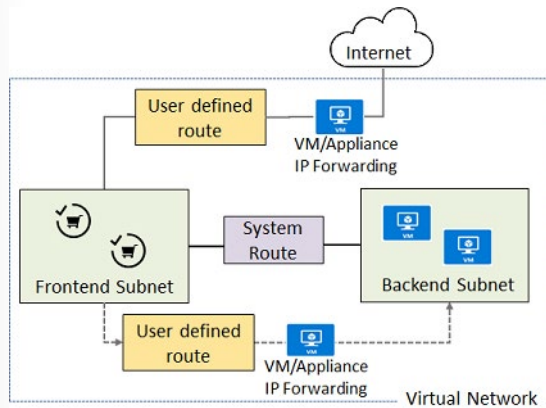 Internet
User defined
route
VM
VM/Appliance
IP Forwarding
System
Route
VM
VM
Frontend Subnet
Backend Subnet
User defined
route
VM
VM/Appliance
IP Forwarding
Virtual Network